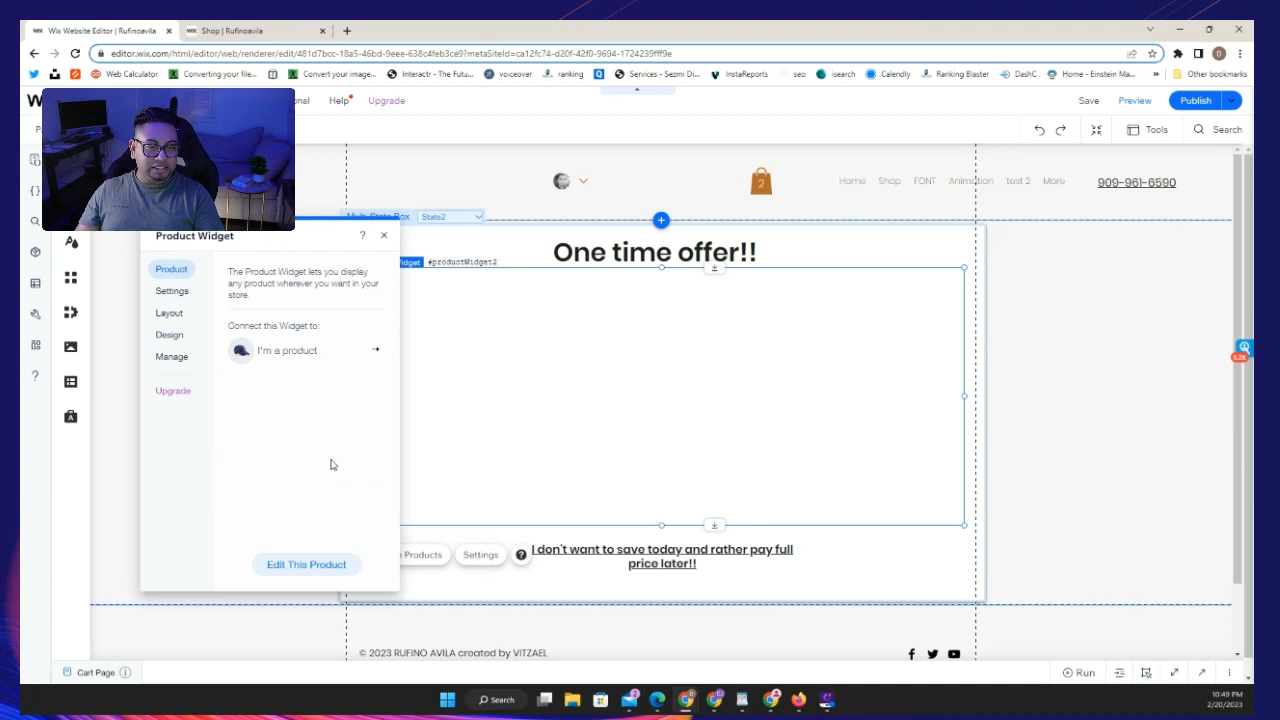 Wix Website Editor | Rufinoavila
Shop | Rufinoavila
editor.wix.com/html/editor/web/renderer/edit/481d7bcc-18a5-46bd-9eee-638c4feb3ce9?metaSiteId=ca12fc74-d20f-42f0-9694-1724239fff9e
Web Calculator
Converting your file...
Convert your image...
Interactr - The Futu...
voiceover
ranking
Services - Sezmi Di...
InstaReports
seo
isearch
Calendly
Ranking Blaster
DashC
Home - Einstein Ma...
Other bookmarks
onal
Help
Upgrade
Save
Preview
Publish
Tools
Search
2
Home
Shop
FONT
Animation
test 2
More
909-961-6590
Multi-State Box
State2
Product Widget
One time offer!!
Vidget
#productWidget2
Product
Settings
Layout
Design
Manage
Upgrade
The Product Widget lets you display
any product wherever you want in your
store.
Connect this Widget to:
I'm a product
Edit This Product
e Products
Settings
I don't want to save today and rather pay full
price later!!
© 2023 RUFINO AVILA created by VITZAEL
Cart Page
Run
Search
10:49 PM
2/20/2023